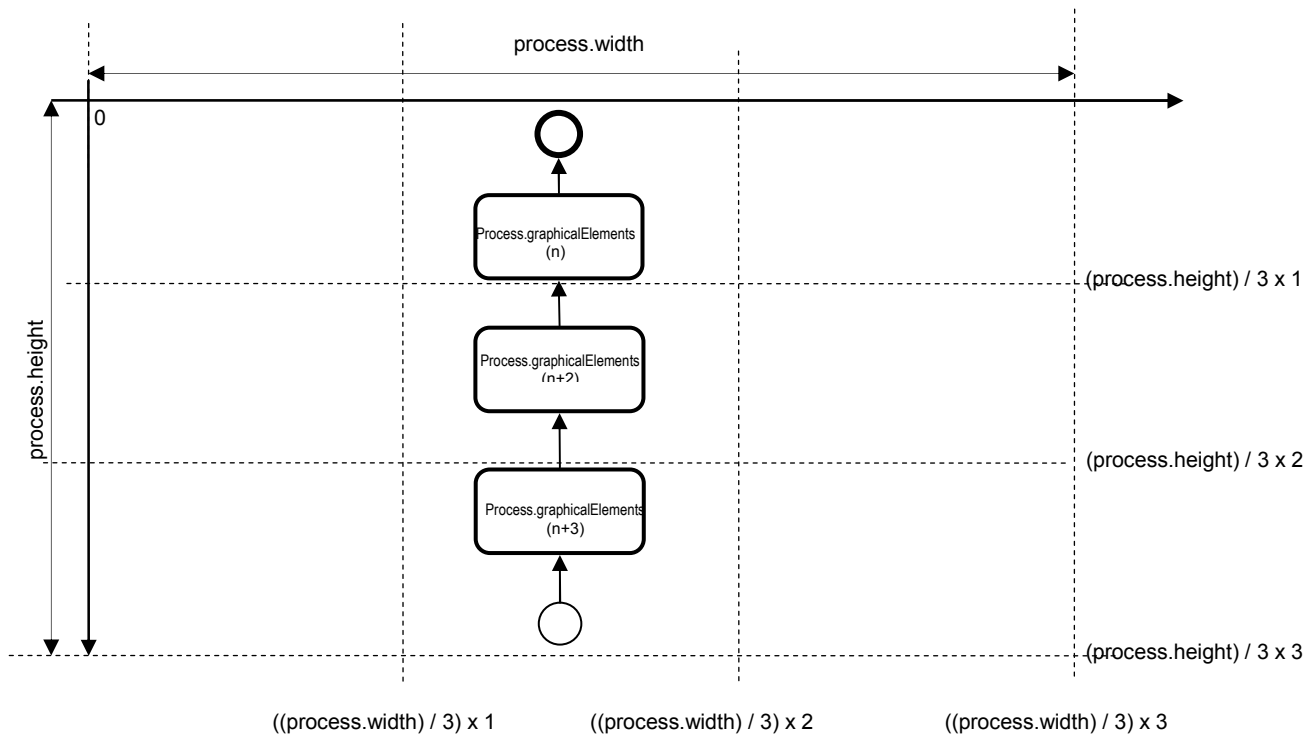 process.width
0
Process.graphicalElements
(n)
(process.height) / 3 x 1
process.height
Process.graphicalElements
(n+2)
(process.height) / 3 x 2
Process.graphicalElements
(n+3)
(process.height) / 3 x 3
((process.width) / 3) x 1
((process.width) / 3) x 2
((process.width) / 3) x 3